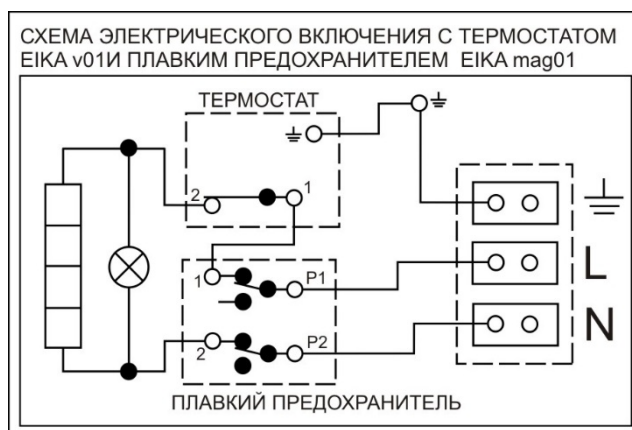 СХЕМА ЭЛЕКТРИЧЕСКОГО ВКЛЮЧЕНИЯ С ТЕРМОСТАТОМ
EIKA v01И ПЛАВКИМ ПРЕДОХРАНИТЕЛЕМ EIKA mag01
ТЕРМОСТАТ
2
1
1
P1
L
2
P2
N
ПЛАВКИЙ ПРЕДОХРАНИТЕЛЬ